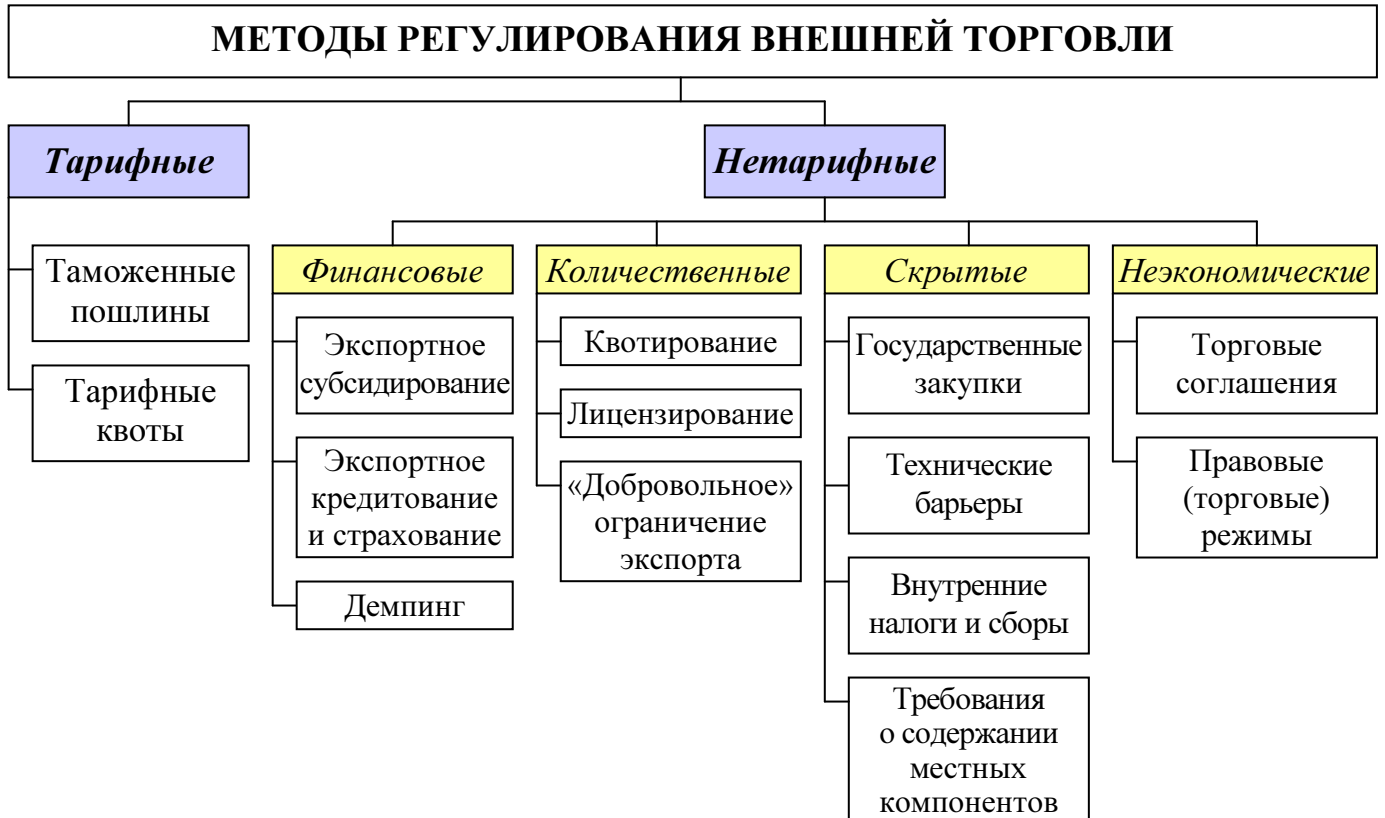 МЕТОДЫ РЕГУЛИРОВАНИЯ ВНЕШНЕЙ ТОРГОВЛИ
Тарифные
Нетарифные
Таможенные
пошлины
Тарифные
квоты
Финансовые
Экспортное
субсидирование
Экспортное
кредитование
и страхование
Демпинг
Количественные
Квотирование
Лицензирование
«Добровольное»
ограничение
экспорта
Скрытые
Государственные
закупки
Технические
барьеры
Внутренние
налоги и сборы
Требования
о содержании
местных
компонентов
Неэкономические
Торговые
соглашения
Правовые
(торговые)
режимы